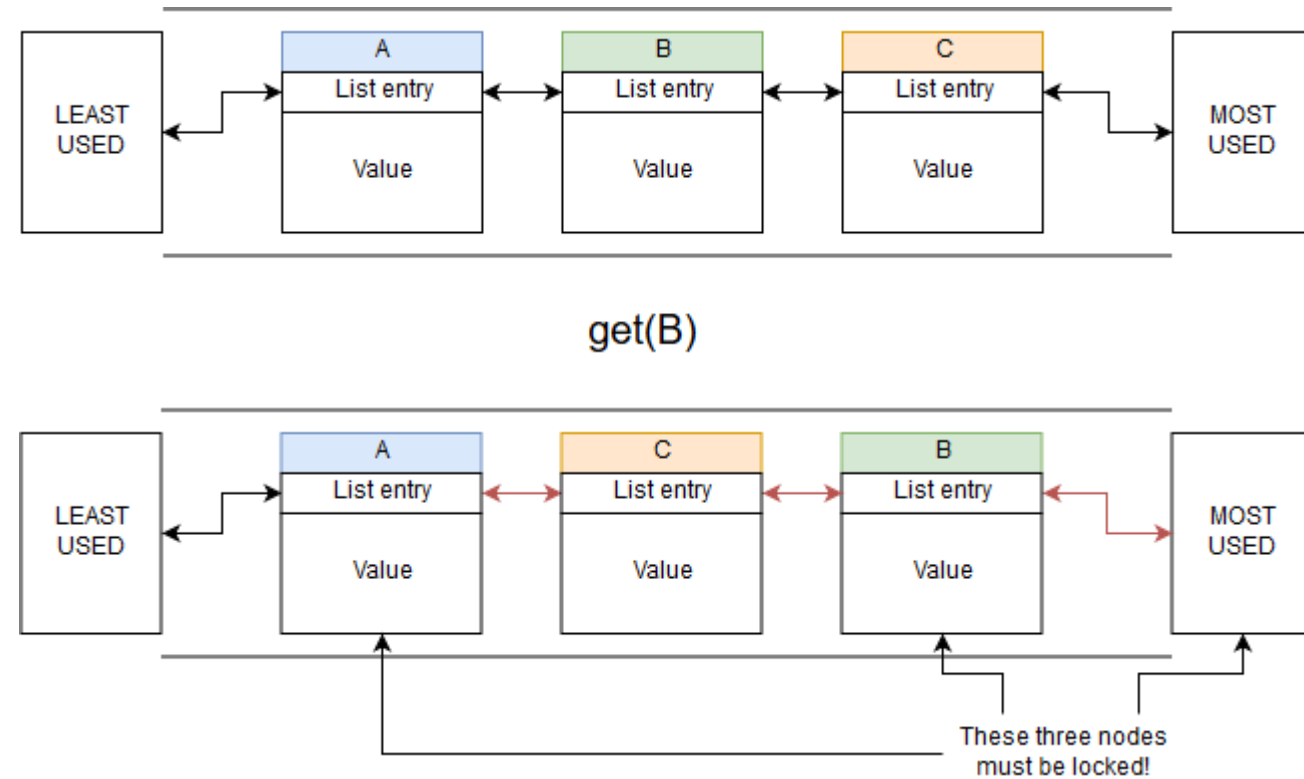 A
B
C
List entry
List entry
List entry
LEAST
USED
Value
Value
Value
MOST
USED
get(B)
A
C
B
List entry
List entry
List entry
LEAST
USED
Value
Value
Value
MOST
USED
These three nodes
must be locked!